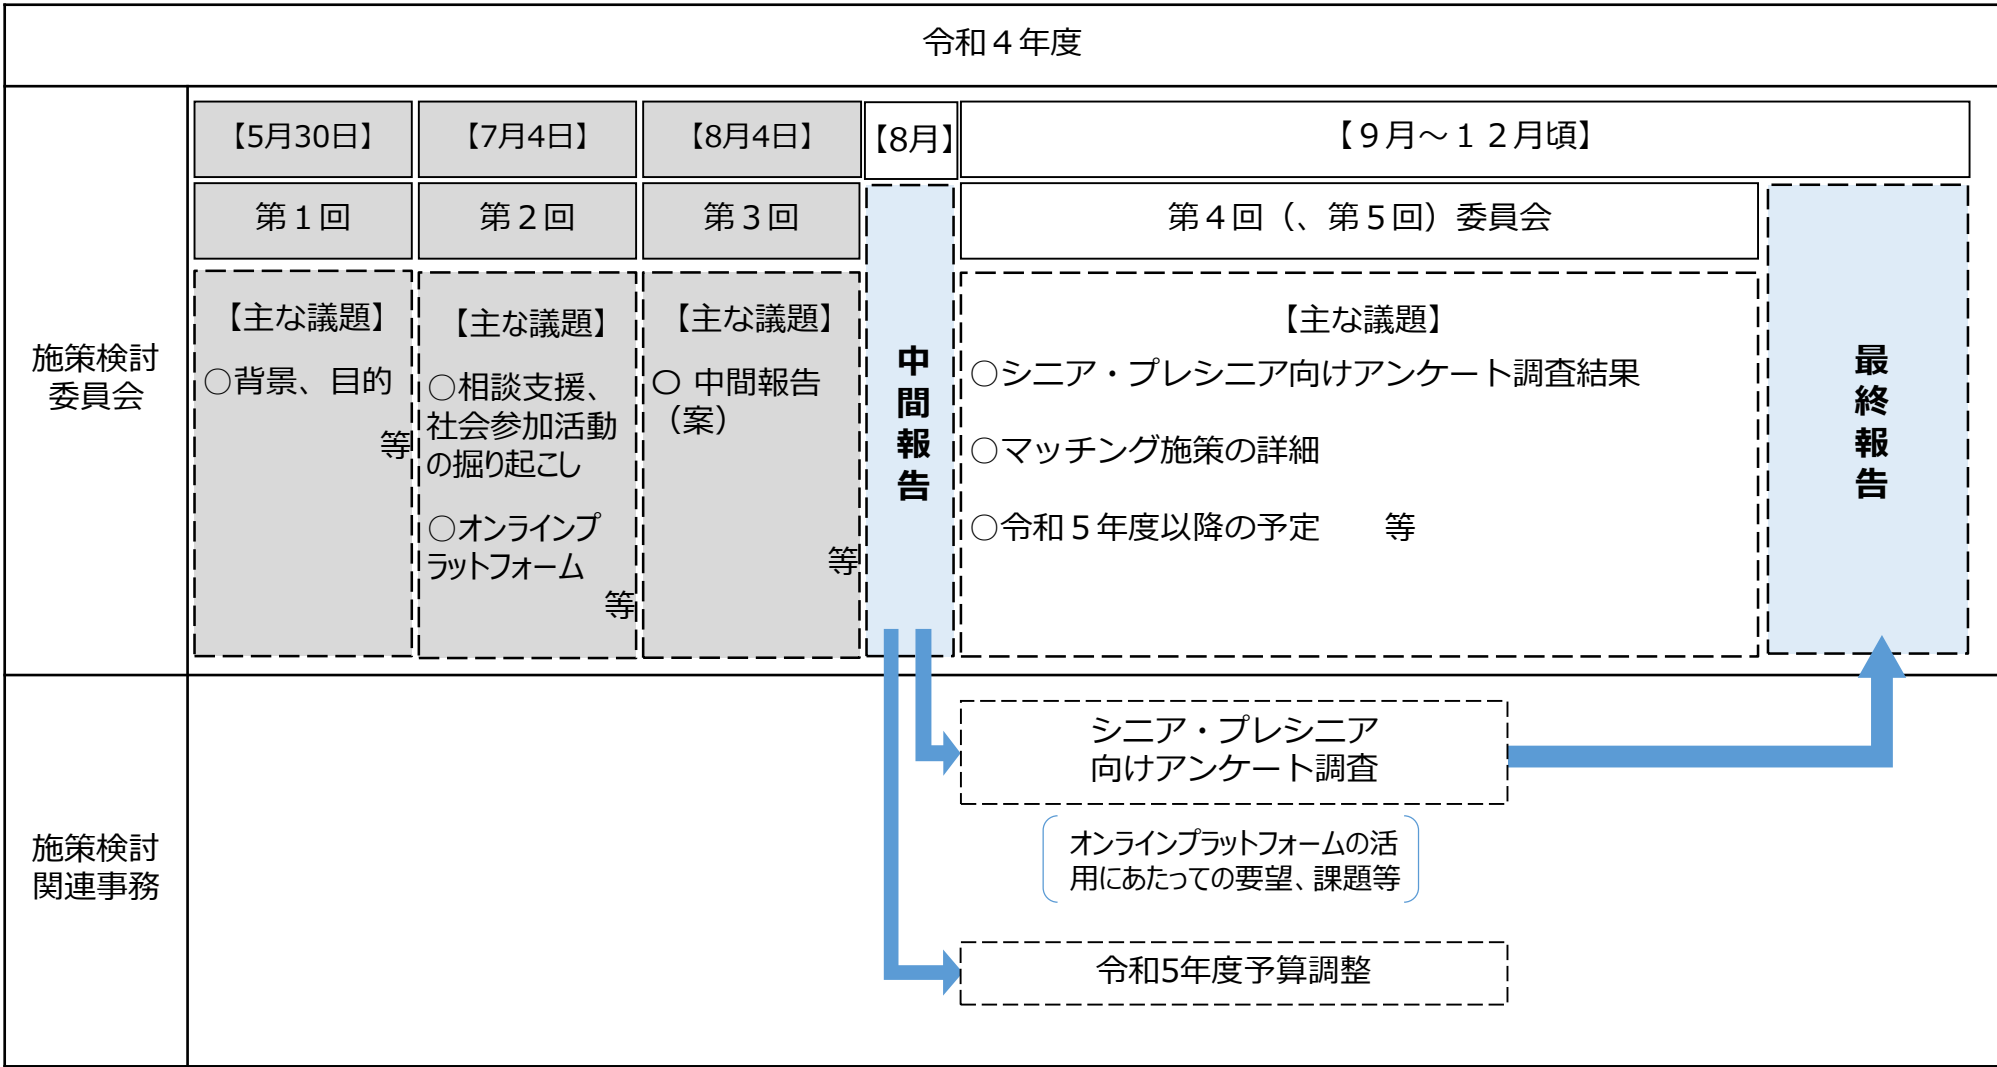 令和４年度
施策検討
委員会
【5月30日】
【7月4日】
【8月4日】
【8月】
【９月～１２月頃】
第１回
第２回
第３回
第４回（、第５回）委員会
【主な議題】
○背景、目的
等
【主な議題】
○相談支援、
社会参加活動
の掘り起こし
○オンラインプ
ラットフォーム
等
【主な議題】
○ 中間報告
（案）
等
中間報告
【主な議題】
○シニア・プレシニア向けアンケート調査結果
○マッチング施策の詳細
○令和５年度以降の予定　　等
最終報告
施策検討
関連事務
シニア・プレシニア
向けアンケート調査
オンラインプラットフォームの活
用にあたっての要望、課題等
令和5年度予算調整